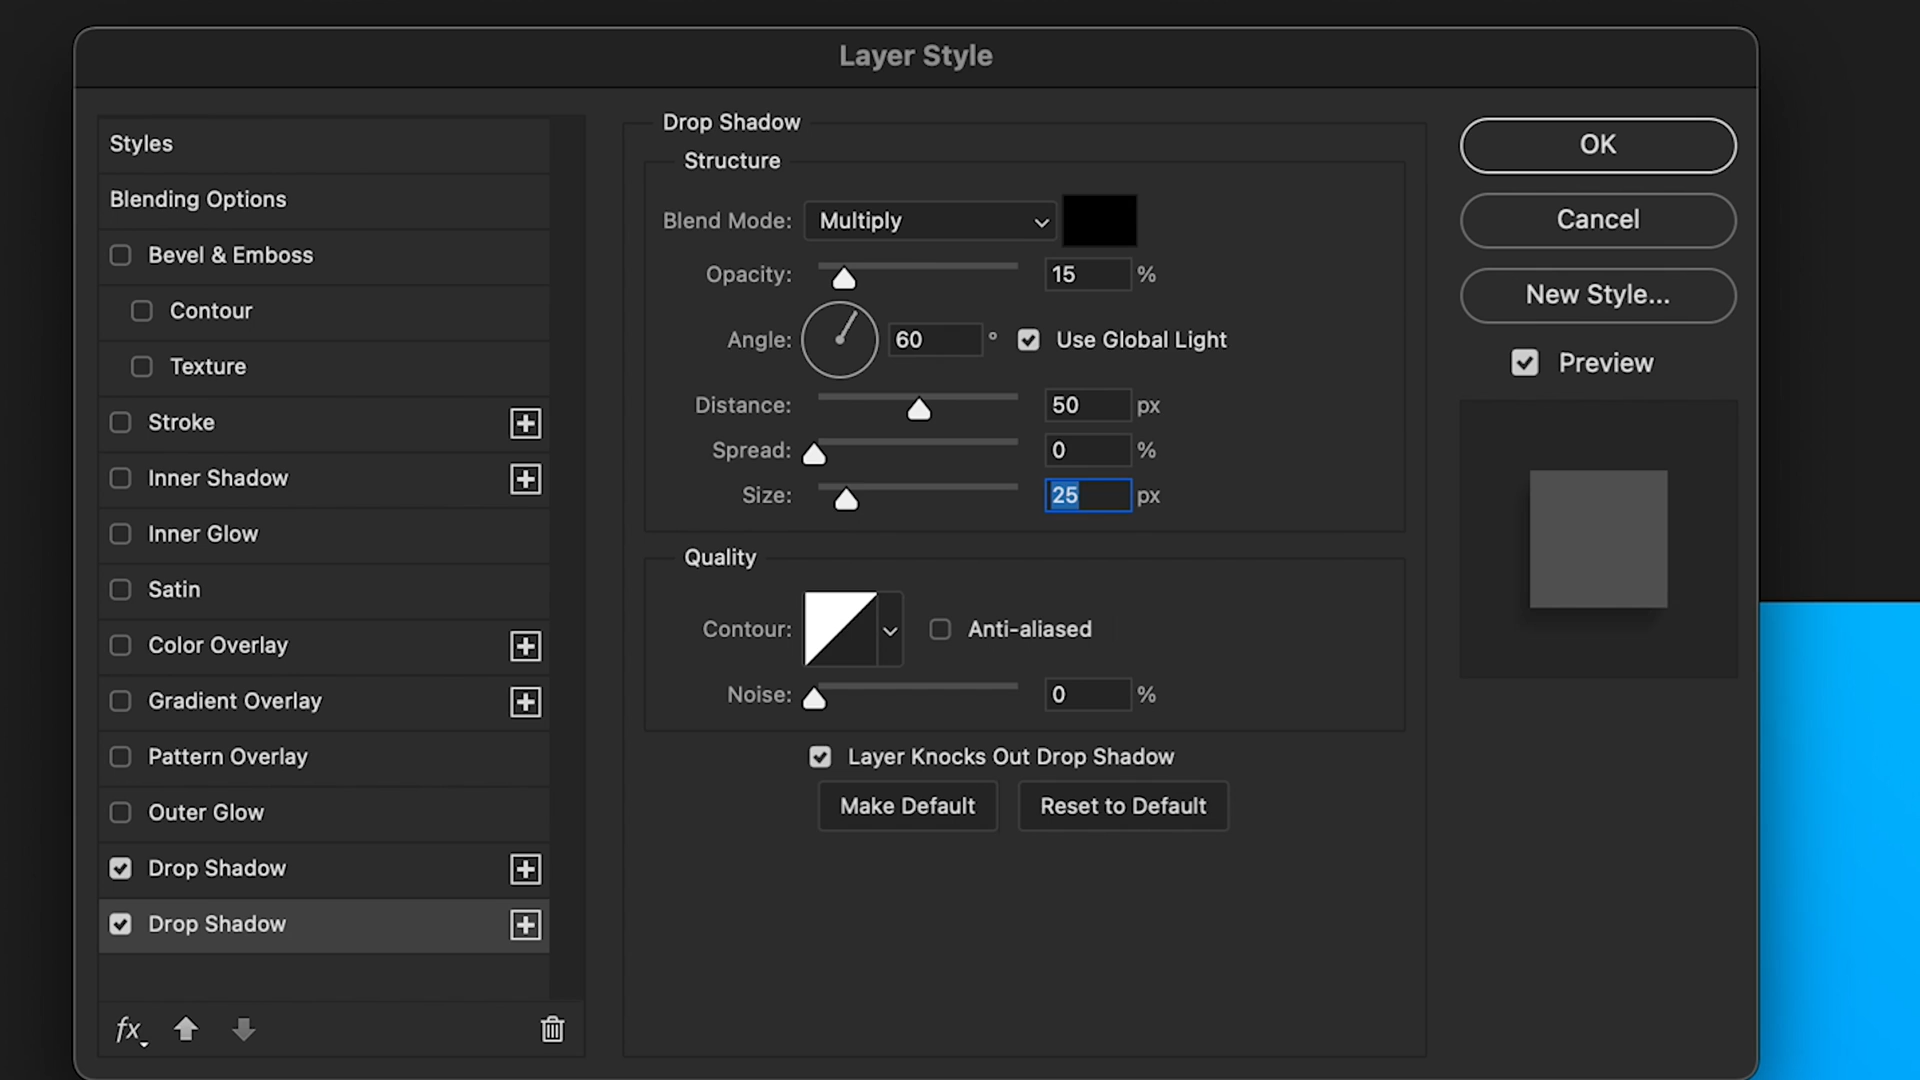 Layer Style
Styles
Blending Options
Bevel & Emboss
Contour
Texture
Stroke
Inner Shadow
Inner Glow
Satin
Color Overlay
Gradient Overlay
Pattern Overlay
Outer Glow
Drop Shadow
Drop Shadow
fx
Drop Shadow
Structure
Blend Mode: Multiply
Opacity: 15 %
Angle: 60 ° Use Global Light
Distance: 50 px
Spread: 0 %
Size: 25 px
Quality
Contour: Anti-aliased
Noise: 0 %
Layer Knocks Out Drop Shadow
Make Default Reset to Default
OK
Cancel
New Style...
Preview